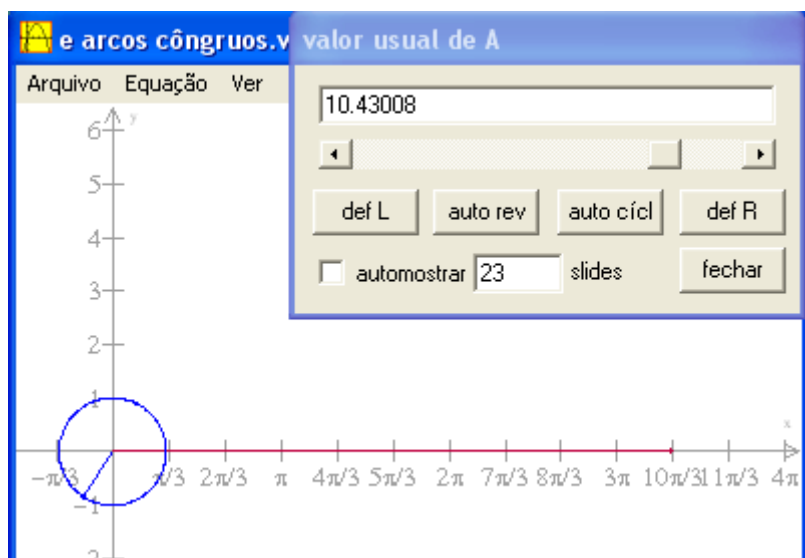 e arcos côngruos.v
valor usual de A
Arquivo Equação Ver
10.43008
def L auto rev auto cícl def R
automostrar 23 slides fechar
y
6
5
4
3
2
1
x
-π/3 π/3 2π/3 π 4π/3 5π/3 2π 7π/3 8π/3 3π 10π/3 11π/3 4π
-1
-2